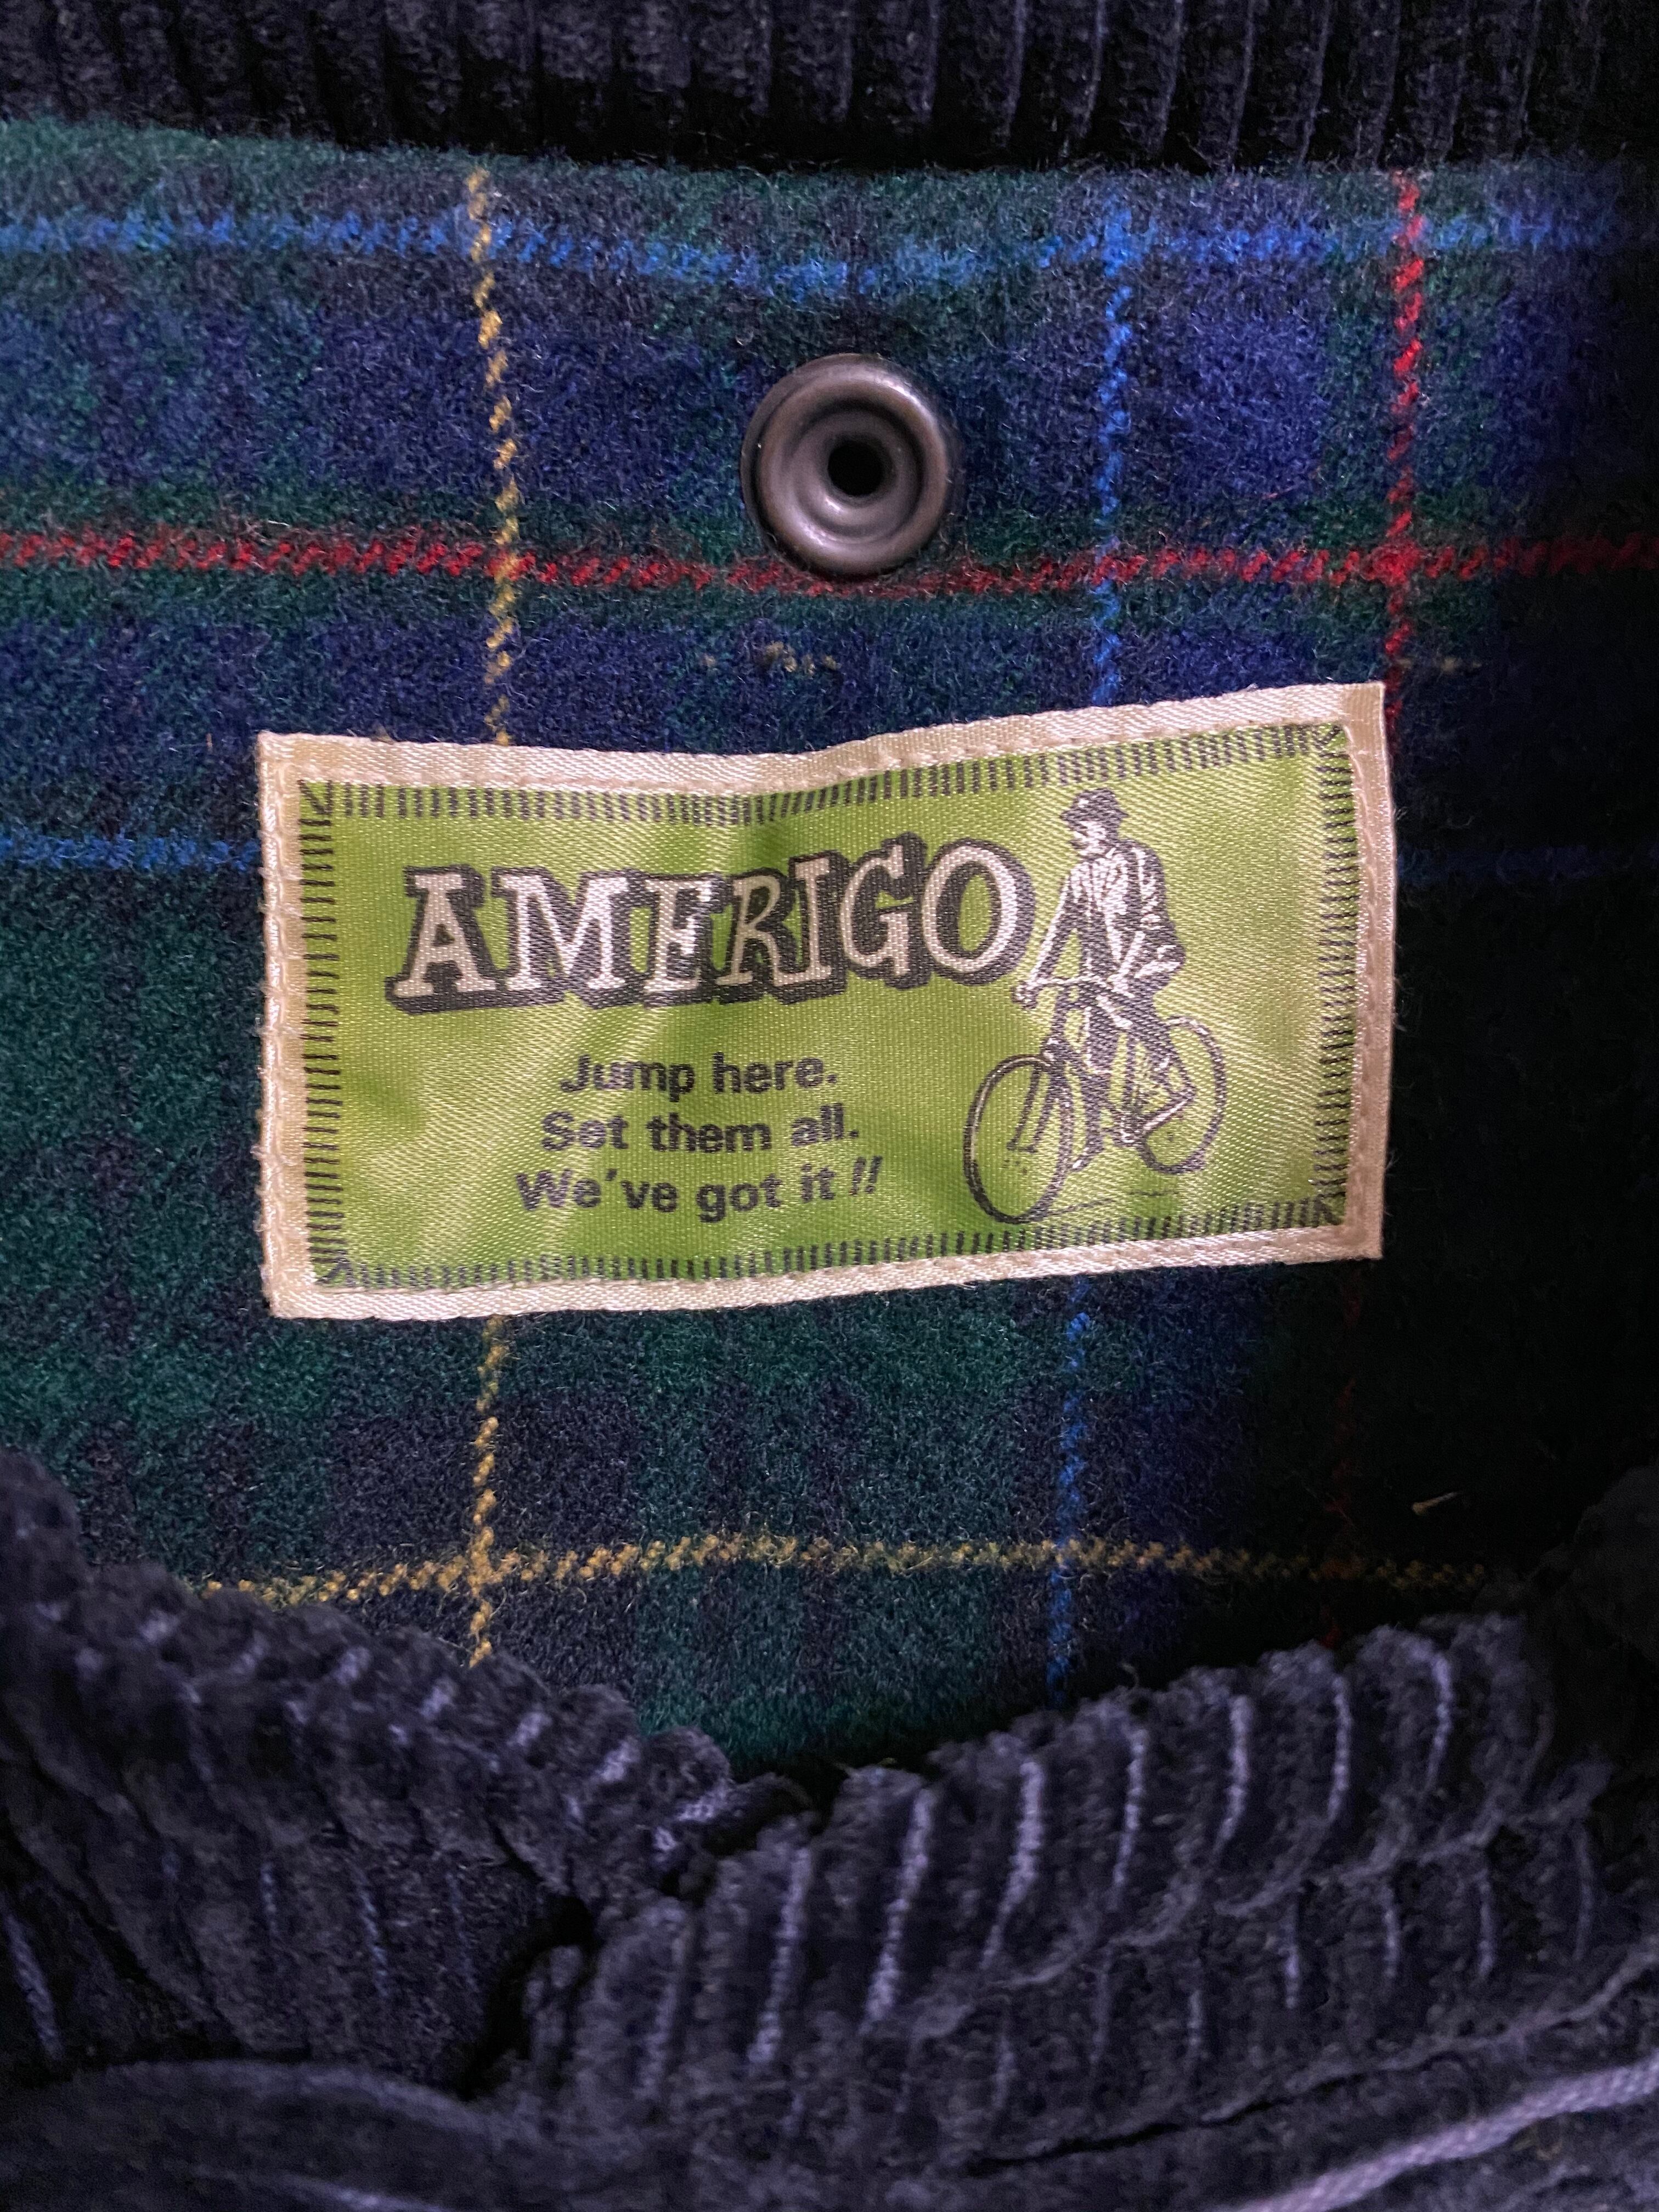 AMERIGO
Jump here.
Set them all.
We've got it !!